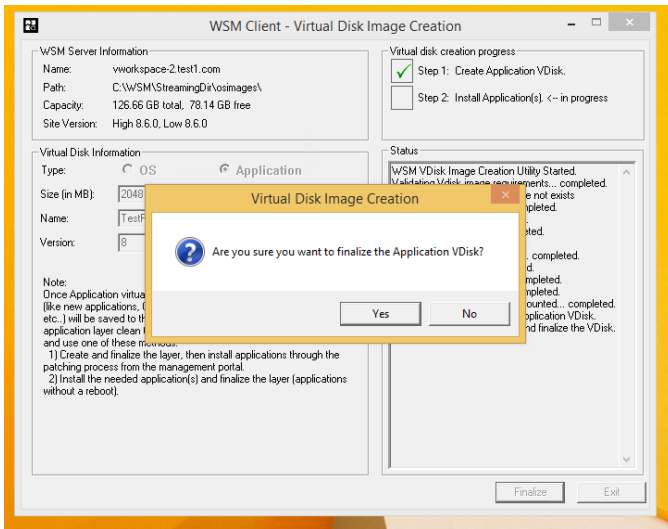 WSM Client - Virtual Disk Image Creation
WSM Server Information
Name: vworkspace-2.test1.com
Path: C:\WSM\StreamingDir\osimages\
Capacity: 126.66 GB total, 78.14 GB free
Site Version: High 8.6.0, Low 8.6.0
Virtual disk creation progress
Step 1: Create Application VDisk.
Step 2: Install Application(s). <-- in progress
Virtual Disk Information
Type: OS Application
Size (in MB): 2048
Name:
Version: 8
Note:
Once Application
(like new applications,
etc..) will be saved to
application layer clean
and use one of these methods:
1) Create and finalize the layer, then install applications through the
patching process from the management portal.
2) Install the needed application(s) and finalize the layer (applications
without a reboot).
Status
WSM VDisk Image Creation Utility Started.
Validating Vdisk image requirements... completed.
not exists
completed.
completed.
. completed.
completed.
completed.
completed.
VDisk.
and finalize the VDisk.
Virtual Disk Image Creation
Are you sure you want to finalize the Application VDisk?
Yes
No
Finalize
Exit